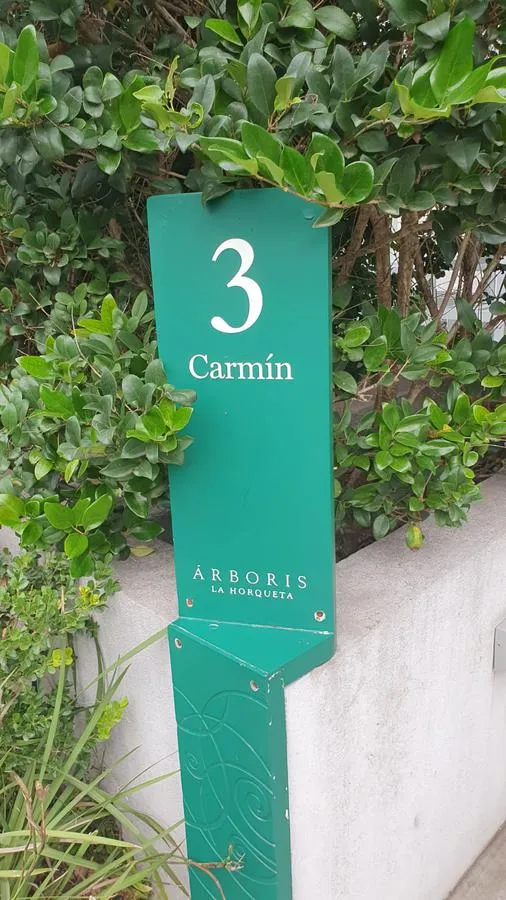 3
Carmín
ÁRBORIS
LA HORQUETA